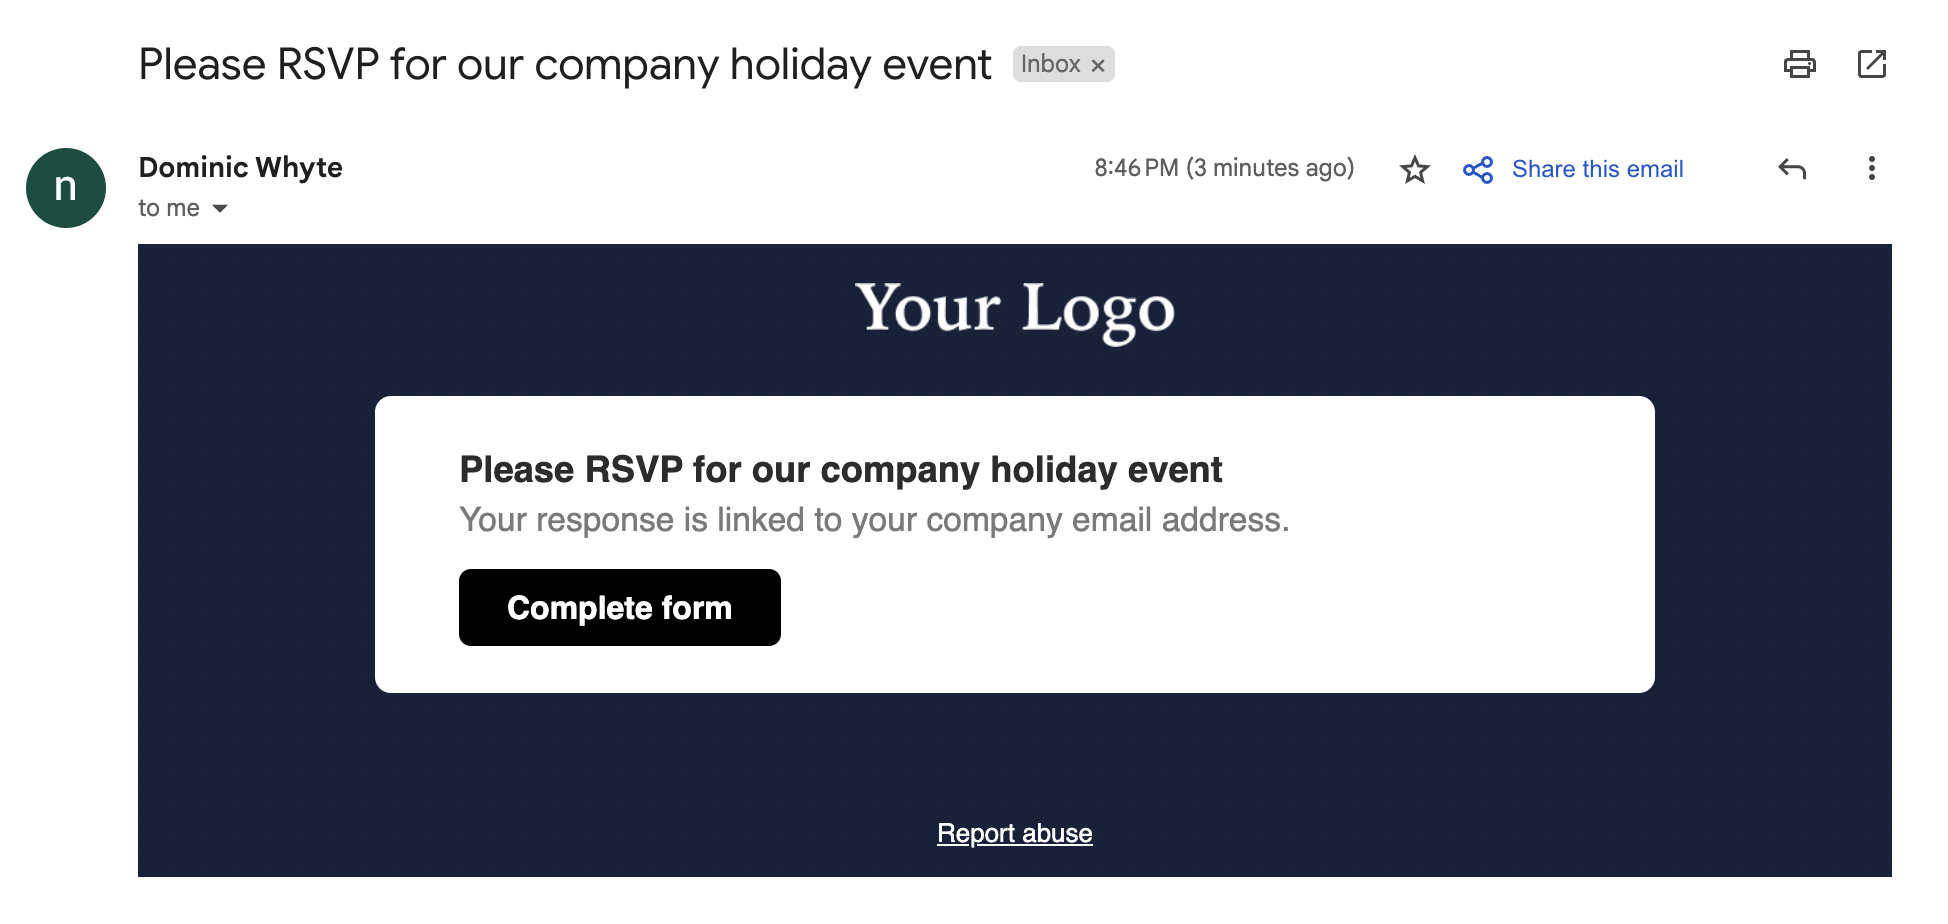 Please RSVP for our company holiday event Inbox ×
n
Dominic Whyte 8:46 PM (3 minutes ago) Share this email
to me
Your Logo
Please RSVP for our company holiday event
Your response is linked to your company email address.
Complete form
Report abuse